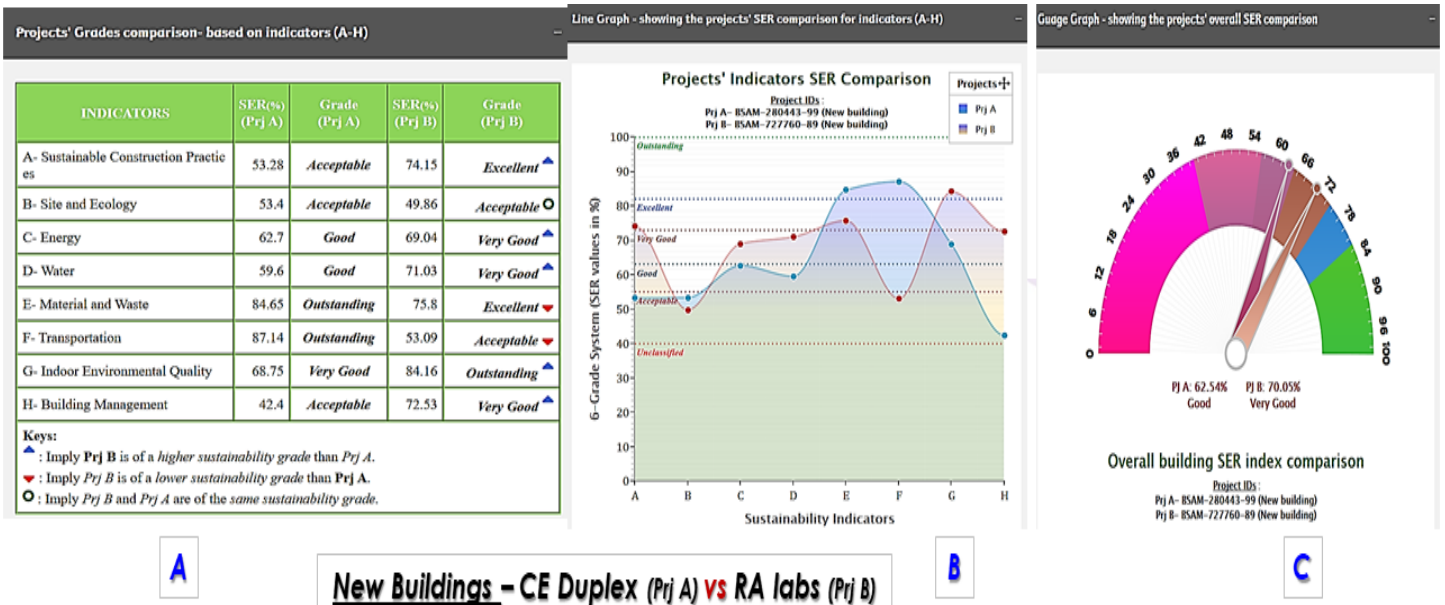 Projects' Grades comparison- based on indicators (A-H)
INDICATORS SER(%) (Prj A) Grade (Prj A) SER(%) (Prj B) Grade (Prj B)
A- Sustainable Construction Practic
es 53.28 Acceptable 74.15 Excellent
B- Site and Ecology 53.4 Acceptable 49.86 Acceptable
C- Energy 62.7 Good 69.04 Very Good
D- Water 59.6 Good 71.03 Very Good
E- Material and Waste 84.65 Outstanding 75.8 Excellent
F- Transportation 87.14 Outstanding 53.09 Acceptable
G- Indoor Environmental Quality 68.75 Very Good 84.16 Outstanding
H- Building Management 42.4 Acceptable 72.53 Very Good
Keys:
: Imply Prj B is of a higher sustainability grade than Prj A.
: Imply Prj B is of a lower sustainability grade than Prj A.
: Imply Prj B and Prj A are of the same sustainability grade.
A
Line Graph - showing the projects' SER comparison for indicators (A-H)
Projects' Indicators SER Comparison
Project IDs :
Prj A- BSAM-280443-99 (New building)
Prj B- BSAM-727760-89 (New building)
Projects
Prj A
Prj B
6-Grade System (SER values in %)
100
90
80
70
60
50
40
30
20
10
0
Outstanding
Excellent
Very Good
Good
Acceptable
Unclassified
A B C D E F G H
Sustainability Indicators
B
Guage Graph - showing the projects' overall SER comparison
0 6 12 18 24 30 36 42 48 54 60 66 72 78 84 90 96 100
PJ A: 62.54% PJ B: 70.05%
Good Very Good
Overall building SER index comparison
Project IDs :
Prj A- BSAM-280443-99 (New building)
Prj B- BSAM-727760-89 (New building)
C
New Buildings – CE Duplex (Prj A) vs RA labs (Prj B)